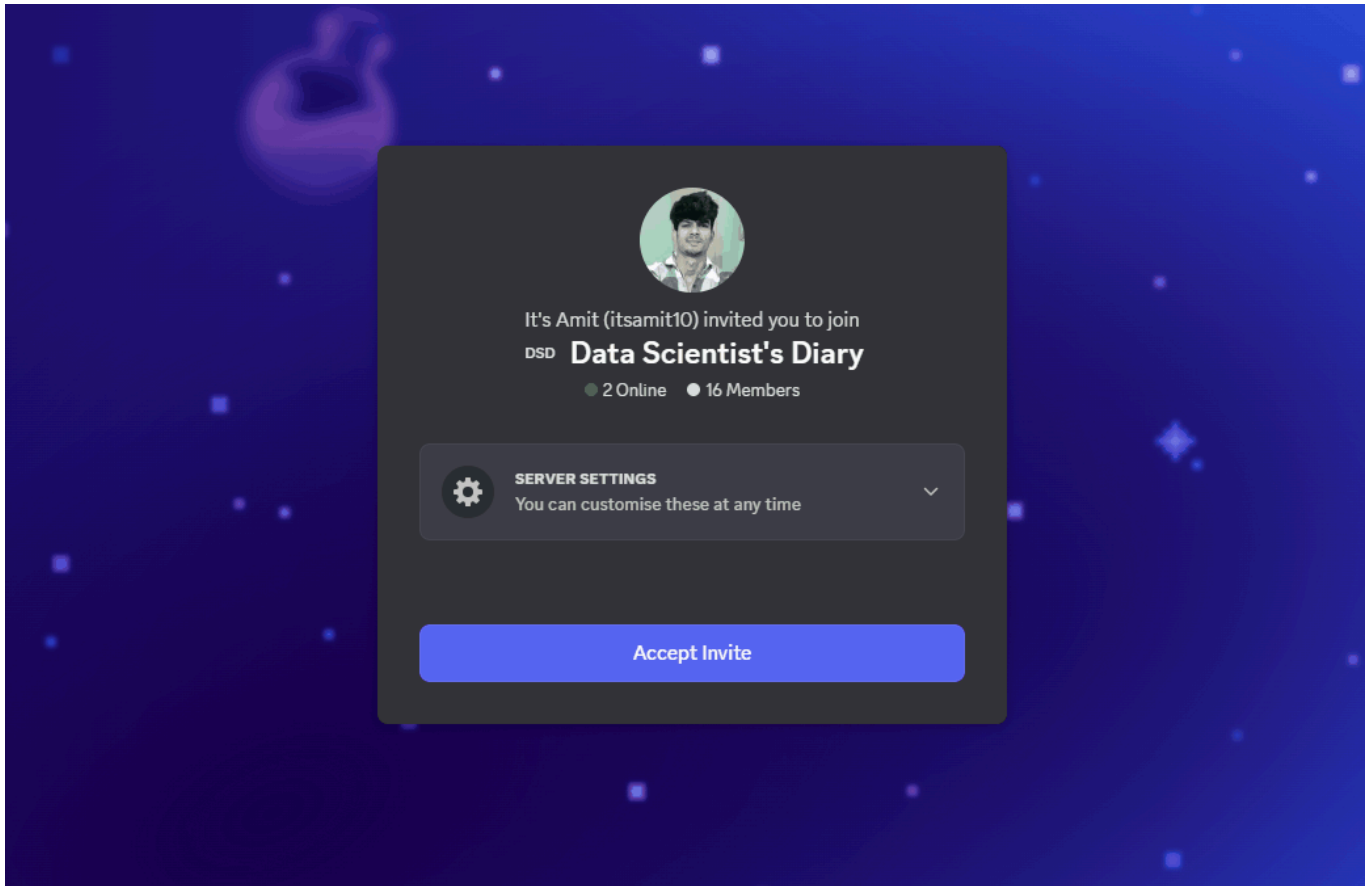 It's Amit (itsamit10) invited you to join
DSD Data Scientist's Diary
2 Online 16 Members
SERVER SETTINGS
You can customise these at any time
Accept Invite